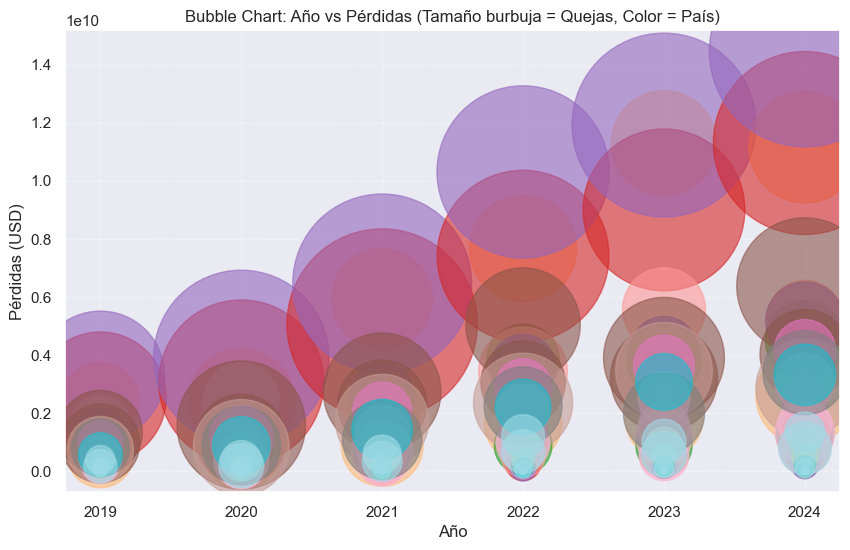 Bubble Chart: Año vs Pérdidas (Tamaño burbuja = Quejas, Color = País)
1e10
1.4
1.2
1.0
0.8
0.6
0.4
0.2
0.0
Pérdidas (USD)
2019 2020 2021 2022 2023 2024
Año